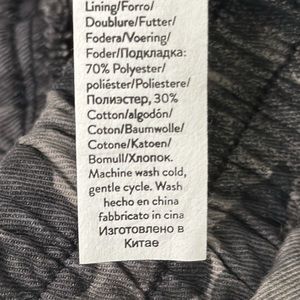 Lining/Forro/
Doublure/Futter/
Fodera/Voering/
Foder/Подкладка:
70% Polyester/
poliéster/Poliestere/
Полиэстер, 30%
Cotton/algodón/
Coton/Baumwolle/
Cotone/Katoen/
Bomull/Хлопок.
Machine wash cold,
gentle cycle. Wash
hecho en china
fabbricato in cina
Изготовлено в
Китае